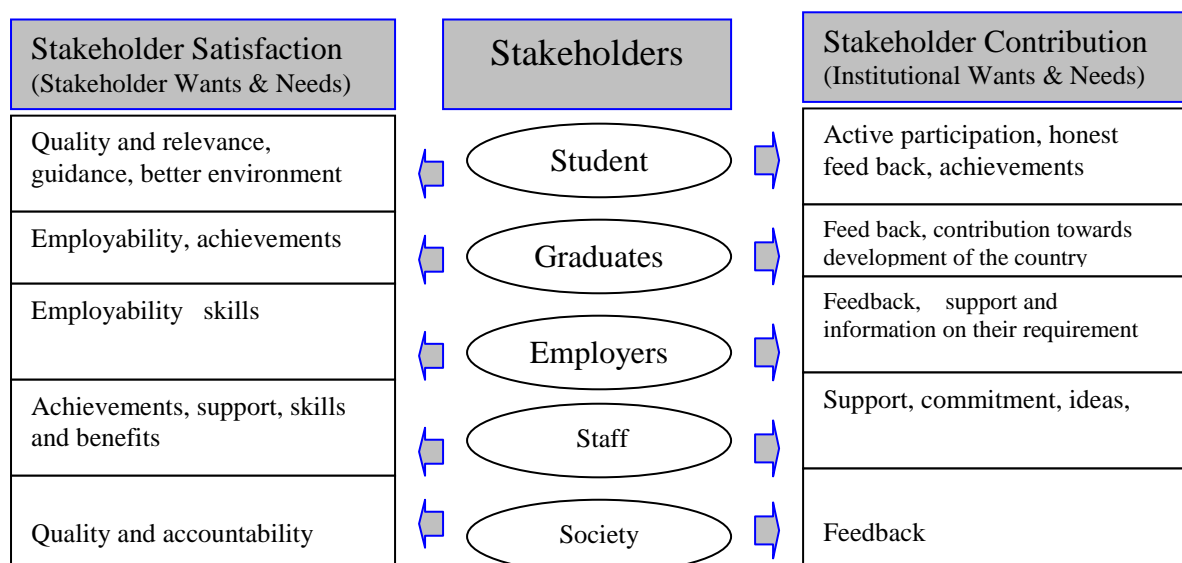 Stakeholder Satisfaction
(Stakeholder Wants & Needs)
Stakeholders
Stakeholder Contribution
(Institutional Wants & Needs)
Quality and relevance,
guidance, better environment
Student
Active participation, honest
feed back, achievements
Employability, achievements
Graduates
Feed back, contribution towards
development of the country
Employability skills
Employers
Feedback, support and
information on their requirement
Achievements, support, skills
and benefits
Staff
Support, commitment, ideas,
Quality and accountability
Society
Feedback